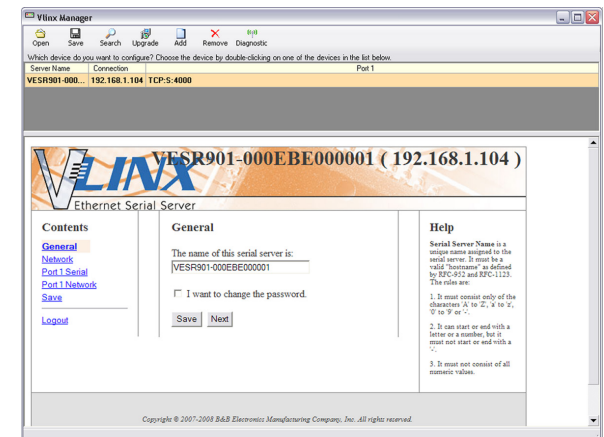 Vlinx Manager
Open Save Search Upgrade Add Remove Diagnostic
Which device do you want to configure? Choose the device by double-clicking on one of the devices in the list below.
Server Name Connection Port 1
VESR901-000... 192.168.1.104 TCP:S:4000
VESR901-000EBE000001 ( 192.168.1.104 )
VLINX
Ethernet Serial Server
Contents
General
Network
Port 1 Serial
Port 1 Network
Save
Logout
General
The name of this serial server is:
VESR901-000EBE000001
I want to change the password.
Save Next
Help
Serial Server Name is a
unique name assigned to the
serial server. It must be a
valid "hostname" as defined
by RFC-952 and RFC-1123.
The rules are:
1. It must consist only of the
characters 'A' to 'Z', 'a' to 'z',
'0' to '9' or '-'.
2. It can start or end with a
letter or a number, but it
must not start or end with a
'-'.
3. It must not consist of all
numeric values.
Copyright © 2007-2008 B&B Electronics Manufacturing Company, Inc. All rights reserved.